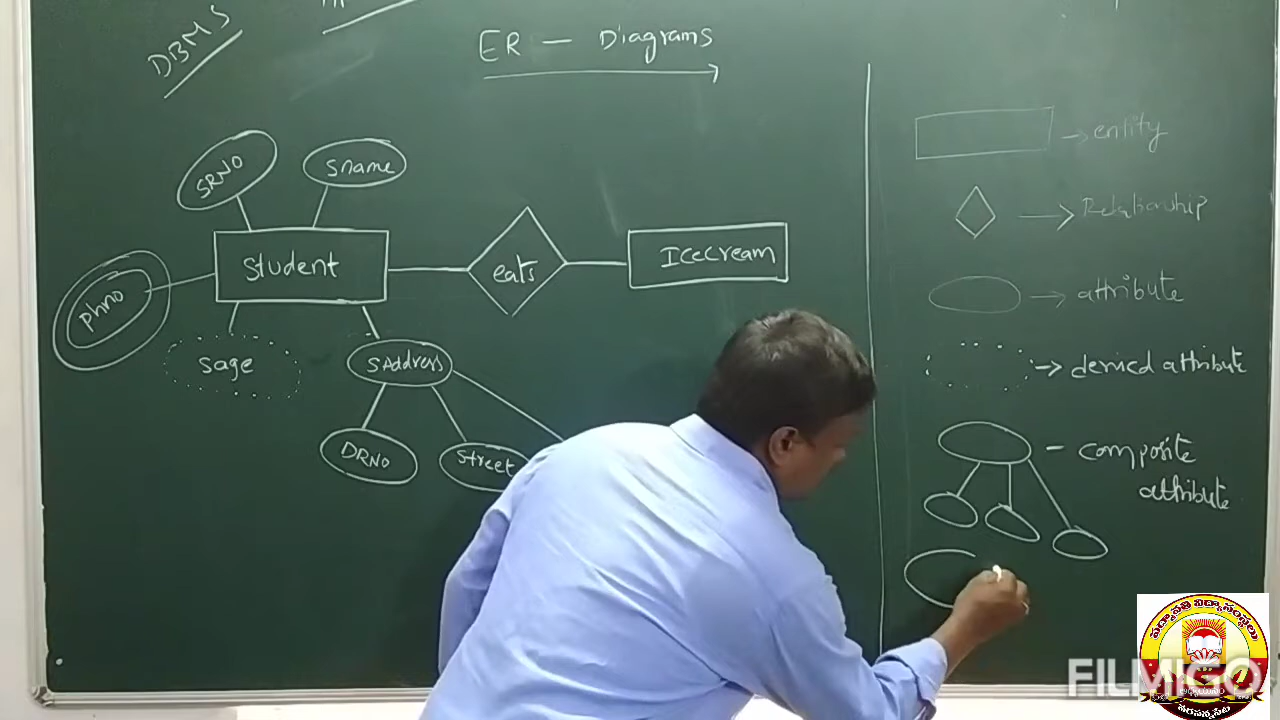 DBMS
ER - Diagrams
SRNO
Sname
Phno
Student
eats
Icecream
sage
SAddress
DRNO
Street
→ entity
→ Relationship
→ attribute
→ derived attribute
- composite
attribute
FILMIGO